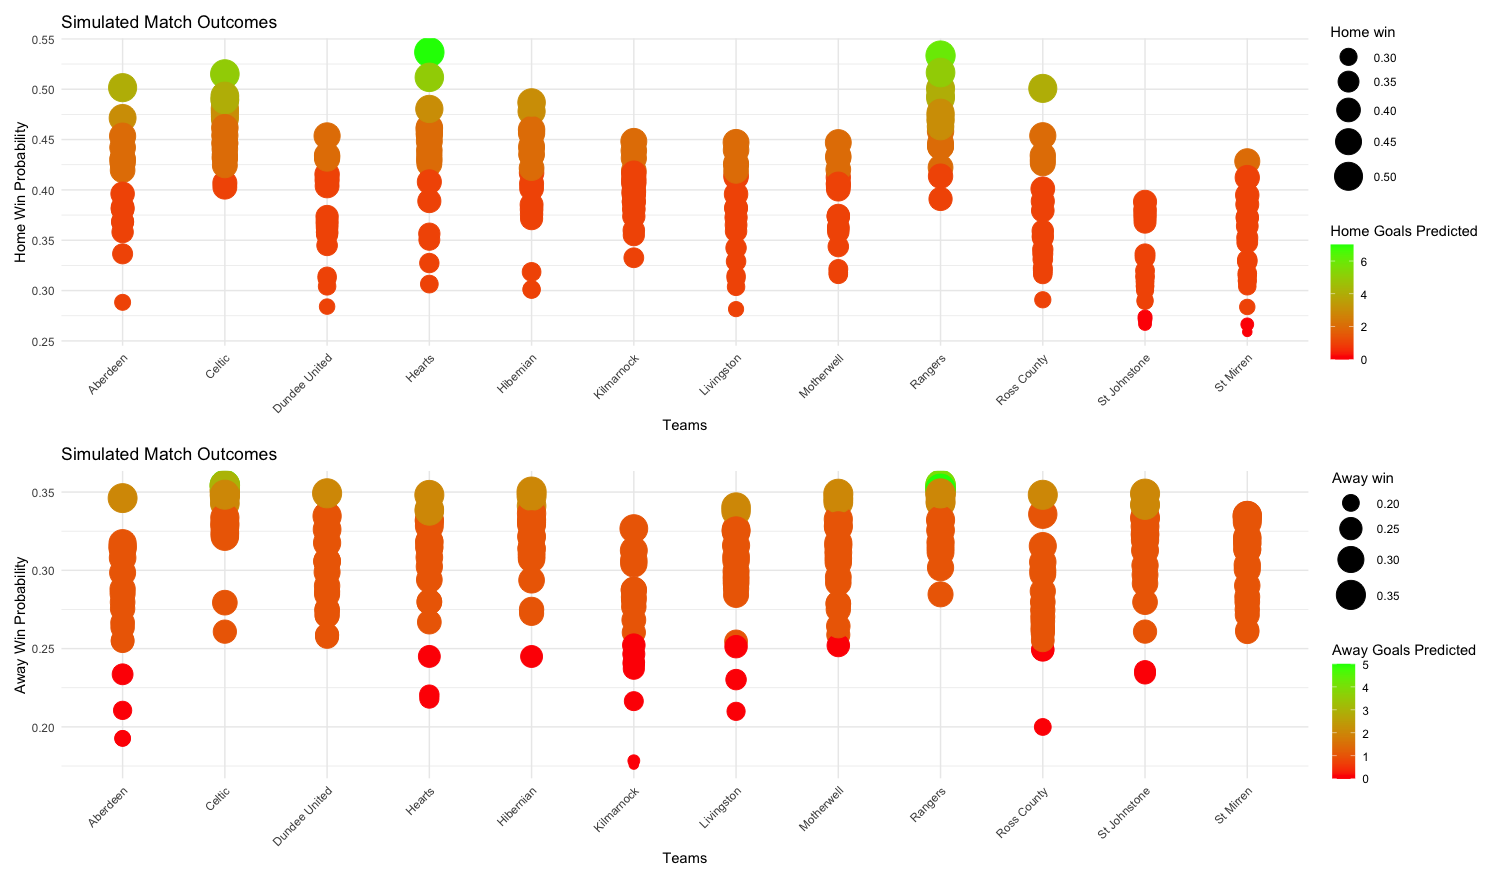 Simulated Match Outcomes
Home Win Probability
0.55
0.50
0.45
0.40
0.35
0.30
0.25
Aberdeen
Celtic
Dundee United
Hearts
Hibernian
Kilmarnock
Livingston
Motherwell
Rangers
Ross County
St Johnstone
St Mirren
Teams
Home win
0.30
0.35
0.40
0.45
0.50
Home Goals Predicted
6
4
2
0
Simulated Match Outcomes
Away Win Probability
0.35
0.30
0.25
0.20
Aberdeen
Celtic
Dundee United
Hearts
Hibernian
Kilmarnock
Livingston
Motherwell
Rangers
Ross County
St Johnstone
St Mirren
Teams
Away win
0.20
0.25
0.30
0.35
Away Goals Predicted
5
4
3
2
1
0